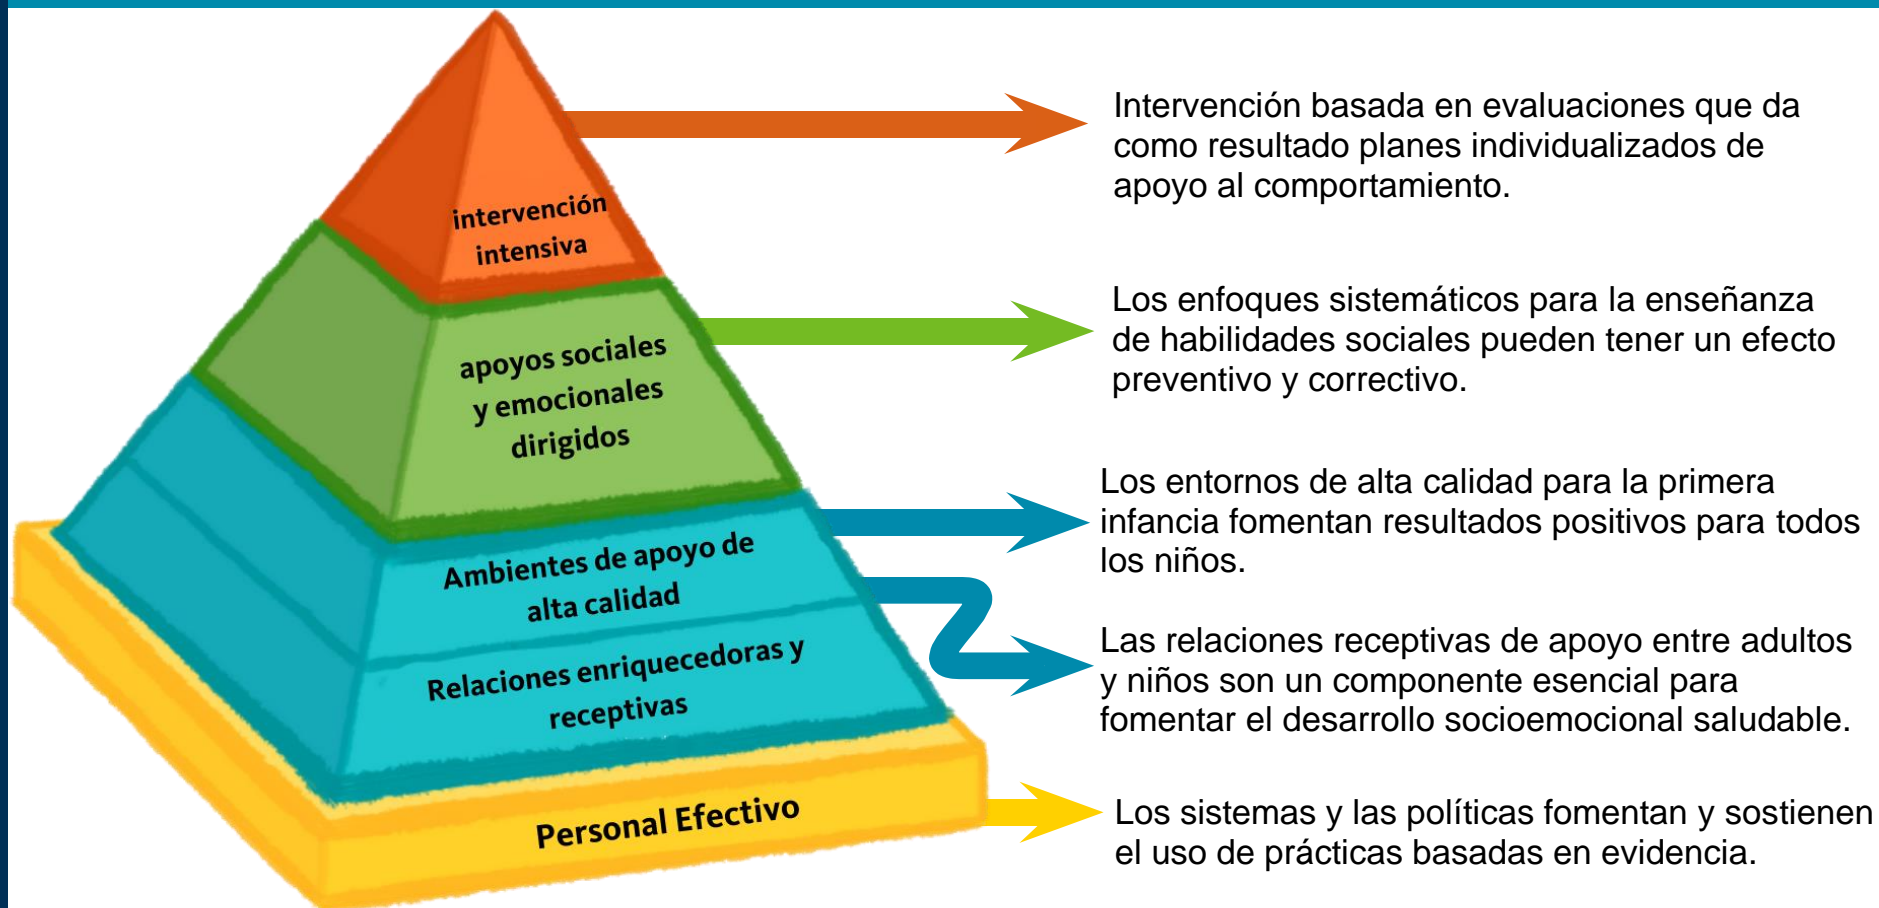 intervención
intensiva
Intervención basada en evaluaciones que da
como resultado planes individualizados de
apoyo al comportamiento.
apoyos sociales
y emocionales
dirigidos
Los enfoques sistemáticos para la enseñanza
de habilidades sociales pueden tener un efecto
preventivo y correctivo.
Ambientes de apoyo de
alta calidad
Los entornos de alta calidad para la primera
infancia fomentan resultados positivos para todos
los niños.
Relaciones enriquecedoras y
receptivas
Las relaciones receptivas de apoyo entre adultos
y niños son un componente esencial para
fomentar el desarrollo socioemocional saludable.
Personal Efectivo
Los sistemas y las políticas fomentan y sostienen
el uso de prácticas basadas en evidencia.